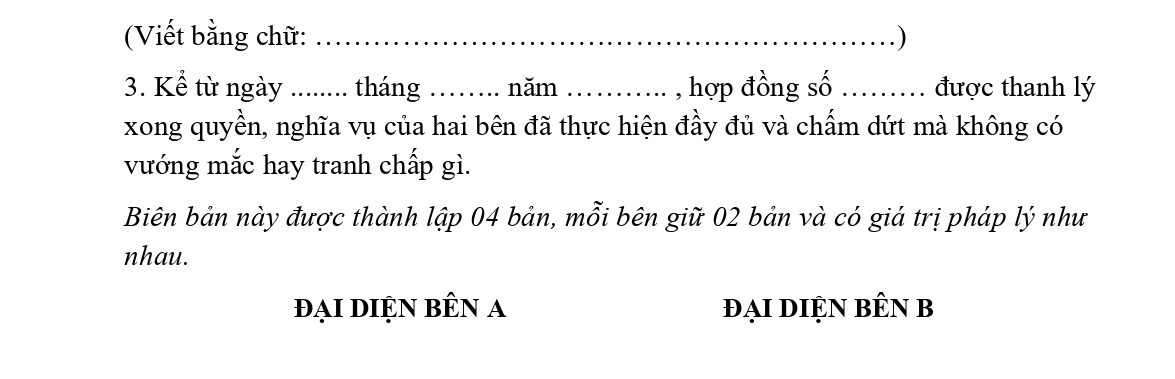 (Viết bằng chữ: ……………………………………………………)
3. Kể từ ngày ........ tháng …….. năm ……….. , hợp đồng số ……… được thanh lý
xong quyền, nghĩa vụ của hai bên đã thực hiện đầy đủ và chấm dứt mà không có
vướng mắc hay tranh chấp gì.
Biên bản này được thành lập 04 bản, mỗi bên giữ 02 bản và có giá trị pháp lý như
nhau.
ĐẠI DIỆN BÊN A ĐẠI DIỆN BÊN B